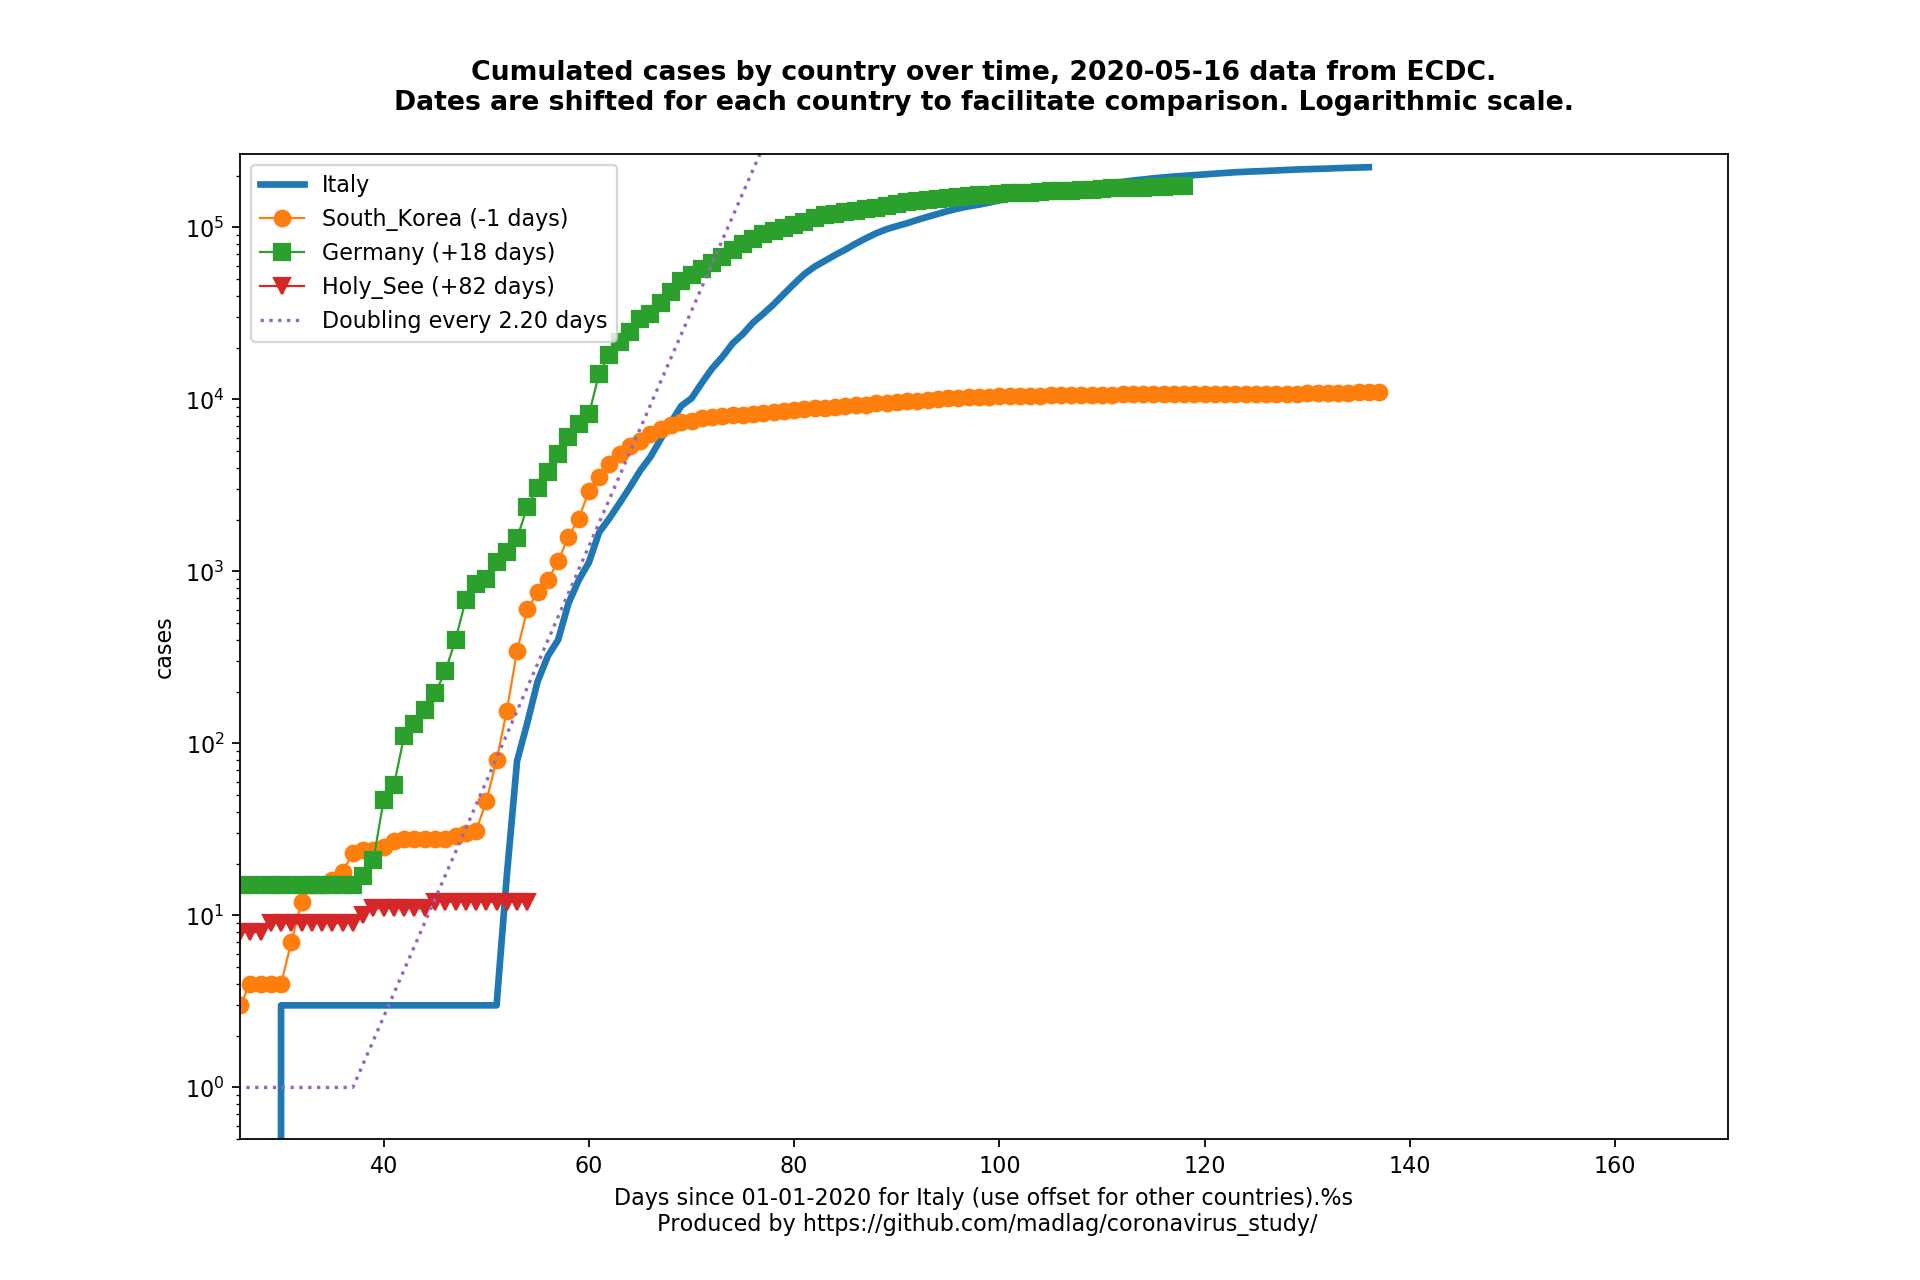 Cumulated cases by country over time, 2020-05-16 data from ECDC.
Dates are shifted for each country to facilitate comparison. Logarithmic scale.
Italy
South_Korea (-1 days)
Germany (+18 days)
Holy_See (+82 days)
Doubling every 2.20 days
10^5
10^4
10^3
10^2
10^1
10^0
cases
40 60 80 100 120 140 160
Days since 01-01-2020 for Italy (use offset for other countries).%s
Produced by https://github.com/madlag/coronavirus_study/